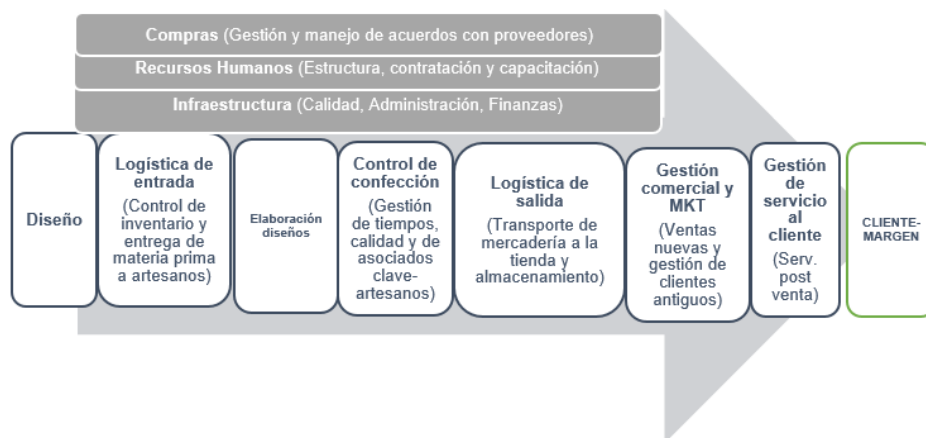 Compras (Gestión y manejo de acuerdos con proveedores)
Recursos Humanos (Estructura, contratación y capacitación)
Infraestructura (Calidad, Administración, Finanzas)
Diseño
Logística de
entrada
(Control de
inventario y
entrega de
materia prima
a artesanos)
Elaboración
diseños
Control de
confección
(Gestión
de tiempos,
calidad y de
asociados
clave-
artesanos)
Logística de
salida
(Transporte de
mercadería a la
tienda y
almacenamiento)
Gestión
comercial y
MKT
(Ventas
nuevas y
gestión de
clientes
antiguos)
Gestión
de
servicio
al
cliente
(Serv.
post
venta)
CLIENTE-
MARGEN